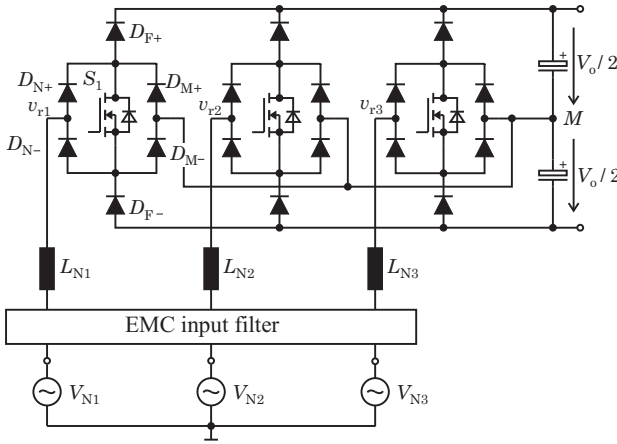 D_F+
+
V_o/2
D_N+
S_1
D_M+
v_r1
v_r2
v_r3
M
D_N−
D_M−
+
V_o/2
D_F−
L_N1
L_N2
L_N3
EMC input filter
V_N1
V_N2
V_N3